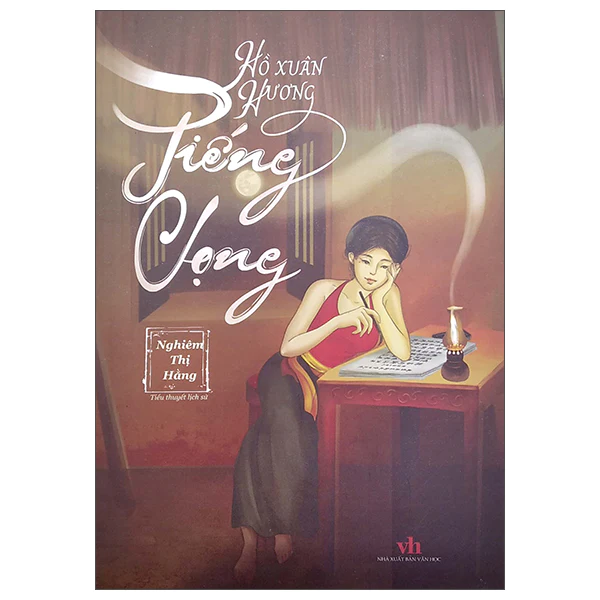 Hồ Xuân
Hương
Tiếng
Vọng
Nghiêm
Thị
Hằng
Tiểu thuyết lịch sử
vh
NHÀ XUẤT BẢN VĂN HỌC